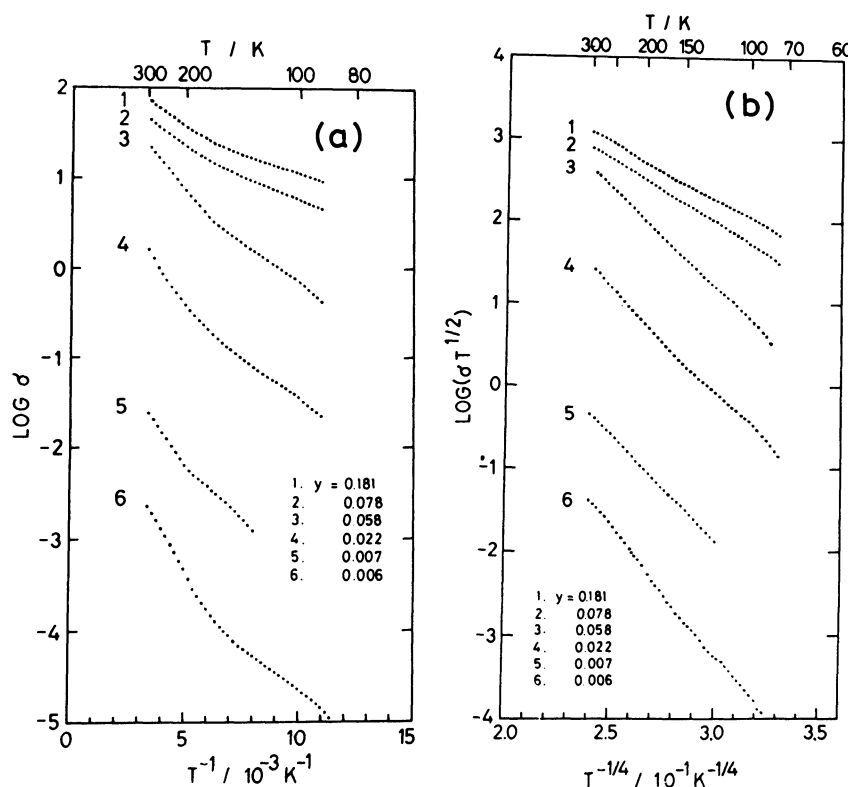 T / K
300 200 100 80
2
1
0
-1
-2
-3
-4
-5
LOG σ
(a)
1
2
3
4
5
6
1. y = 0.181
2. 0.078
3. 0.058
4. 0.022
5. 0.007
6. 0.006
0 5 10 15
T⁻¹ / 10⁻³ K⁻¹
T / K
300 200 150 100 70 60
4
3
2
1
0
-1
-2
-3
-4
LOG(σT^1/2)
(b)
1
2
3
4
5
6
1. y = 0.181
2. 0.078
3. 0.058
4. 0.022
5. 0.007
6. 0.006
2.0 2.5 3.0 3.5
T^-1/4 / 10⁻¹ K^-1/4